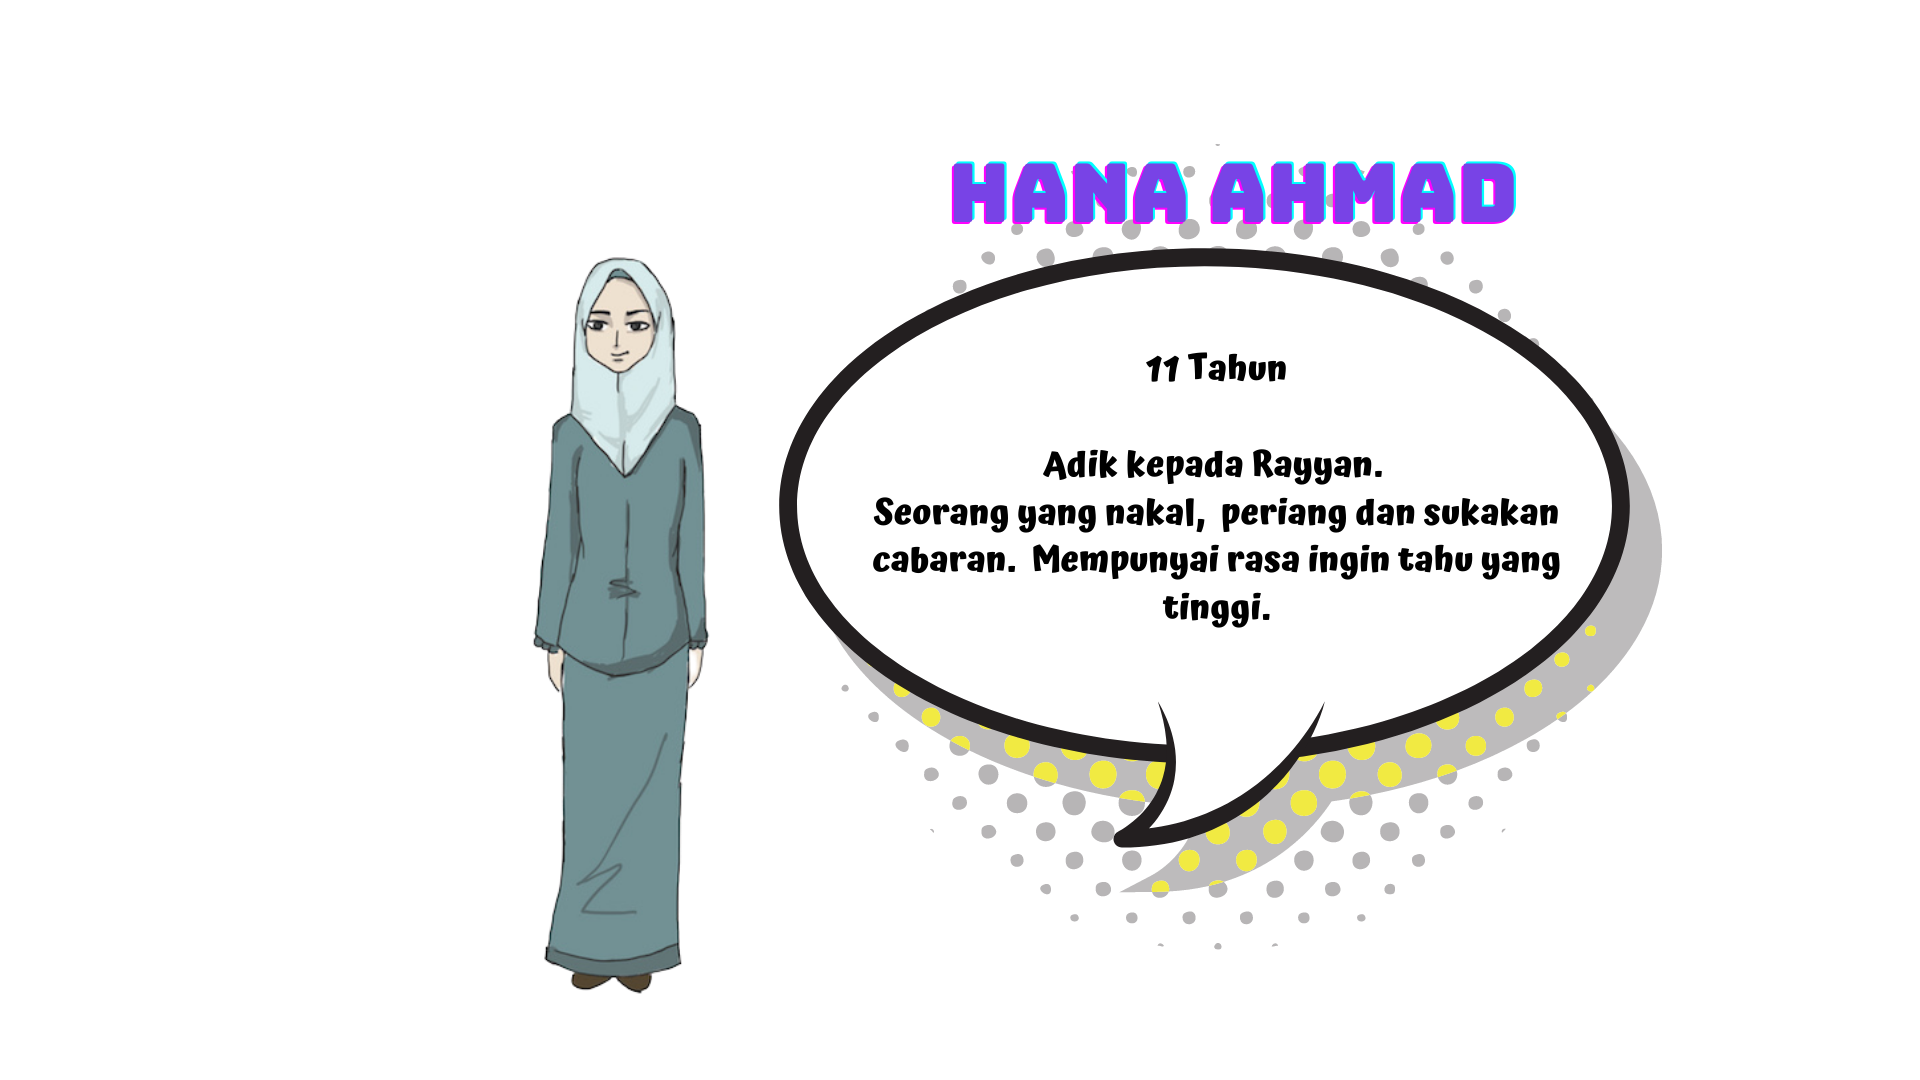 HANA AHMAD
11 Tahun
Adik kepada Rayyan.
Seorang yang nakal, periang dan sukakan
cabaran. Mempunyai rasa ingin tahu yang
tinggi.